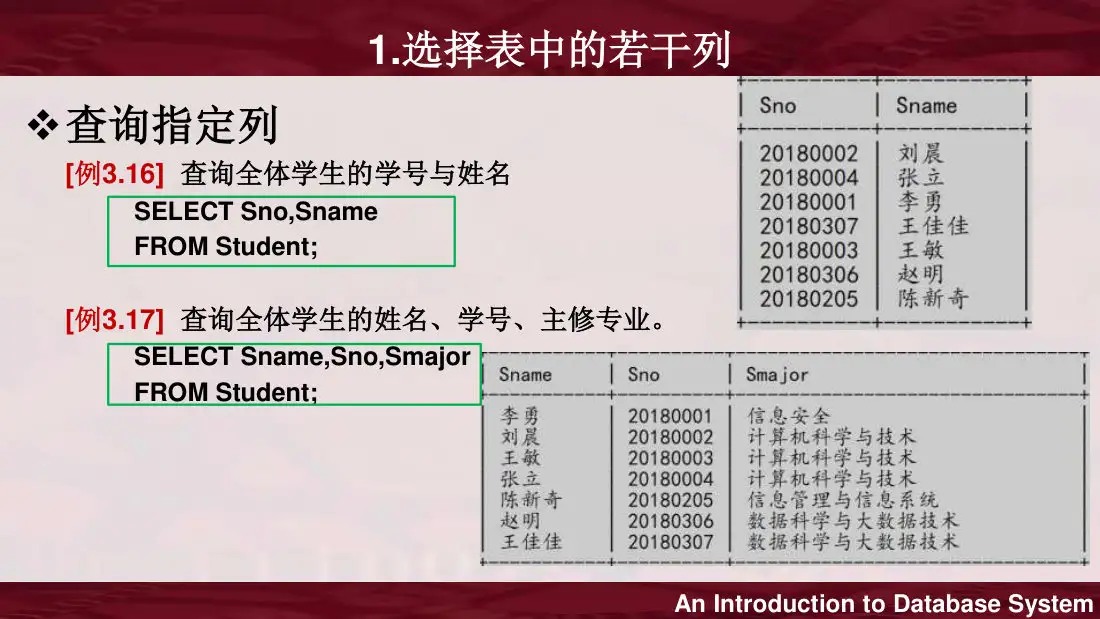 1.选择表中的若干列
❖查询指定列
[例3.16] 查询全体学生的学号与姓名
SELECT Sno,Sname
FROM Student;
Sno Sname
20180002 刘晨
20180004 张立
20180001 李勇
20180307 王佳佳
20180003 王敏
20180306 赵明
20180205 陈新奇
[例3.17] 查询全体学生的姓名、学号、主修专业。
SELECT Sname,Sno,Smajor
FROM Student;
Sname Sno Smajor
李勇 20180001 信息安全
刘晨 20180002 计算机科学与技术
王敏 20180003 计算机科学与技术
张立 20180004 计算机科学与技术
陈新奇 20180205 信息管理与信息系统
赵明 20180306 数据科学与大数据技术
王佳佳 20180307 数据科学与大数据技术
An Introduction to Database System